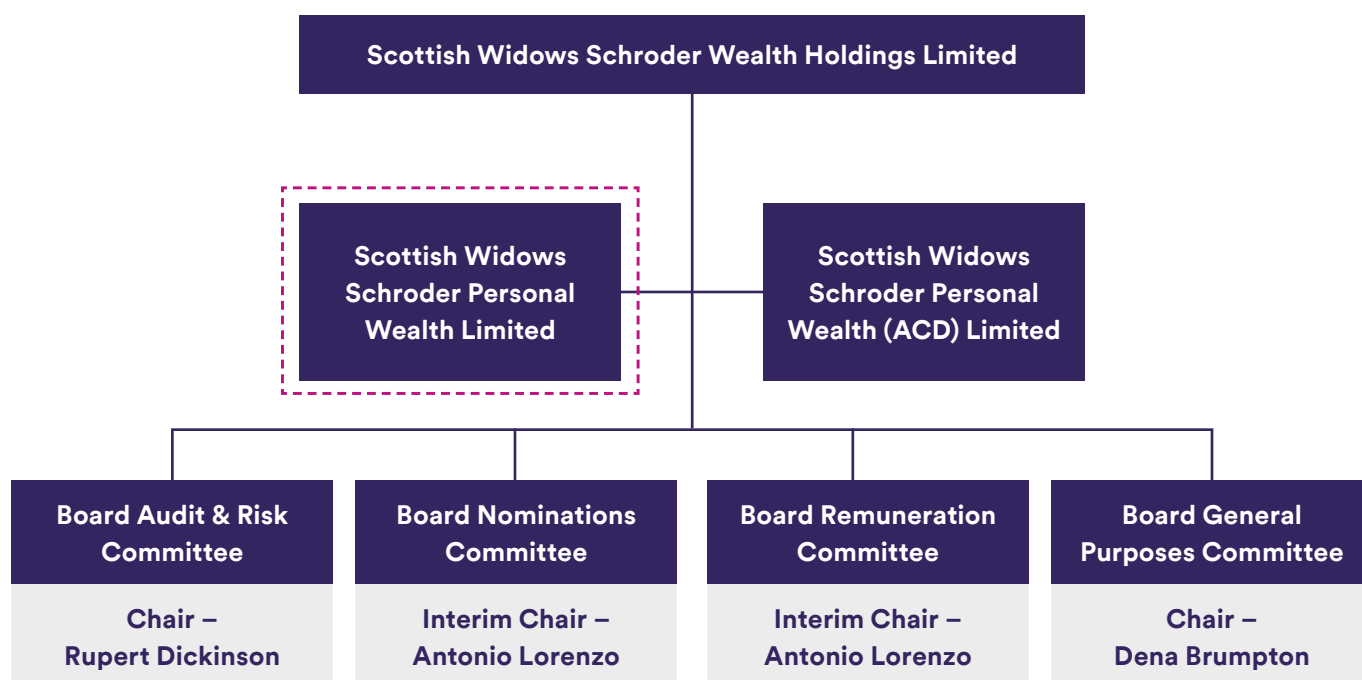 Scottish Widows Schroder Wealth Holdings Limited
Scottish Widows
Schroder Personal
Wealth Limited
Scottish Widows
Schroder Personal
Wealth (ACD) Limited
Board Audit & Risk
Committee
Chair –
Rupert Dickinson
Board Nominations
Committee
Interim Chair –
Antonio Lorenzo
Board Remuneration
Committee
Interim Chair –
Antonio Lorenzo
Board General
Purposes Committee
Chair –
Dena Brumpton